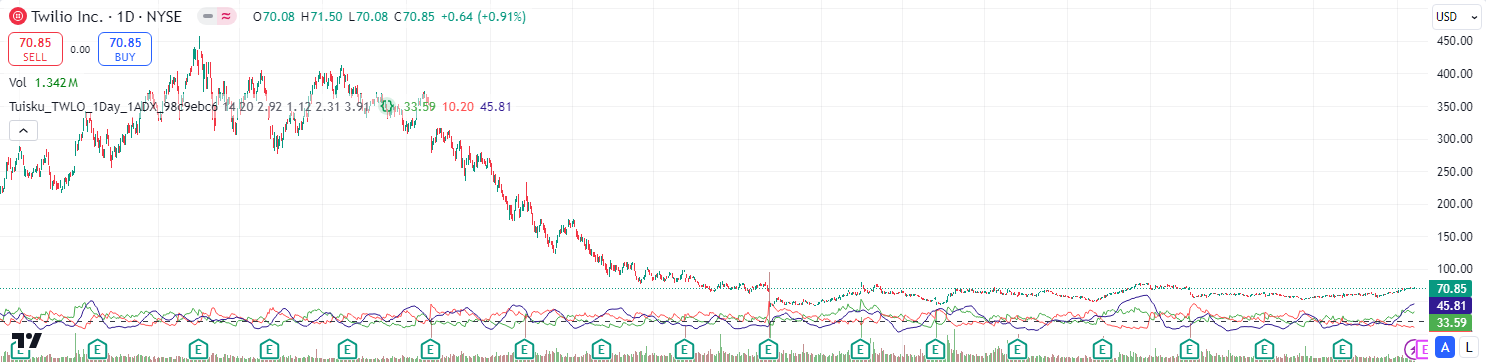 Twilio Inc. · 1D · NYSE O70.08 H71.50 L70.08 C70.85 +0.64 (+0.91%)
USD
70.85 SELL
0.00
70.85 BUY
Vol 1.342 M
Tuisku_TWLO_1Day_1ADX_98c9ebc6 14 20 2.92 1.12 2.31 3.91 33.59 10.20 45.81
450.00
400.00
350.00
300.00
250.00
200.00
150.00
100.00
70.85
45.81
33.59
E E E E E E E E E E E E E E E E E E
A L